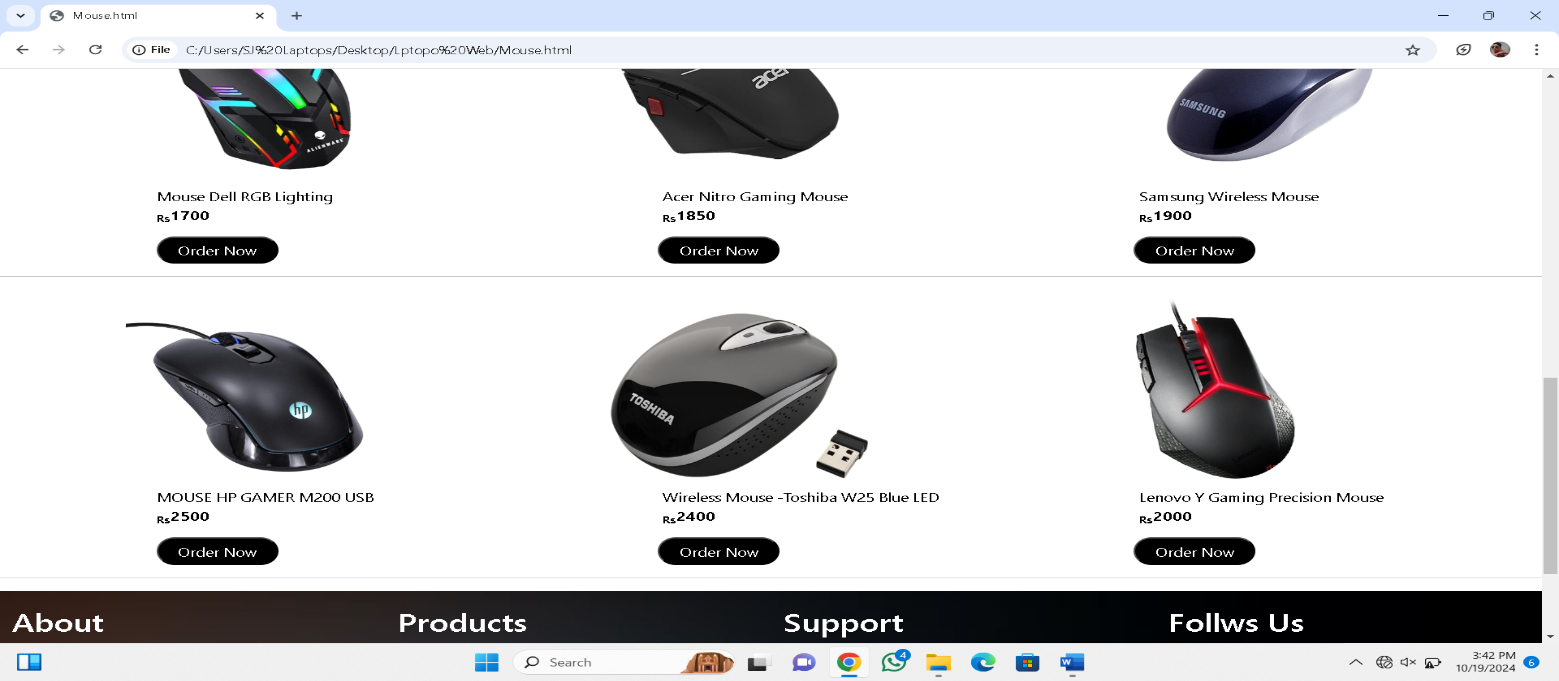 Mouse.html
File C:/Users/SJ%20Laptops/Desktop/Lptopo%20Web/Mouse.html
ALIENWARE
acer
SAMSUNG
Mouse Dell RGB Lighting
Rs1700
Order Now
Acer Nitro Gaming Mouse
Rs1850
Order Now
Samsung Wireless Mouse
Rs1900
Order Now
hp
TOSHIBA
MOUSE HP GAMER M200 USB
Rs2500
Order Now
Wireless Mouse -Toshiba W25 Blue LED
Rs2400
Order Now
Lenovo Y Gaming Precision Mouse
Rs2000
Order Now
About Products Support Follws Us
Search
4
W
3:42 PM
10/19/2024
6